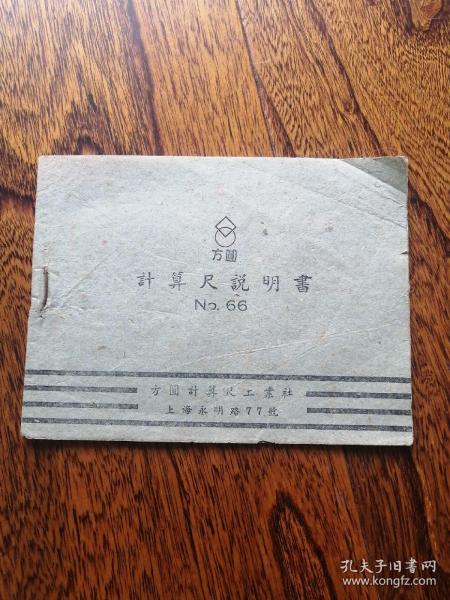 方圓
計算尺説明書
No. 66
方圓計算尺工業社
上海永明路77號
孔夫子旧书网
www.kongfz.com